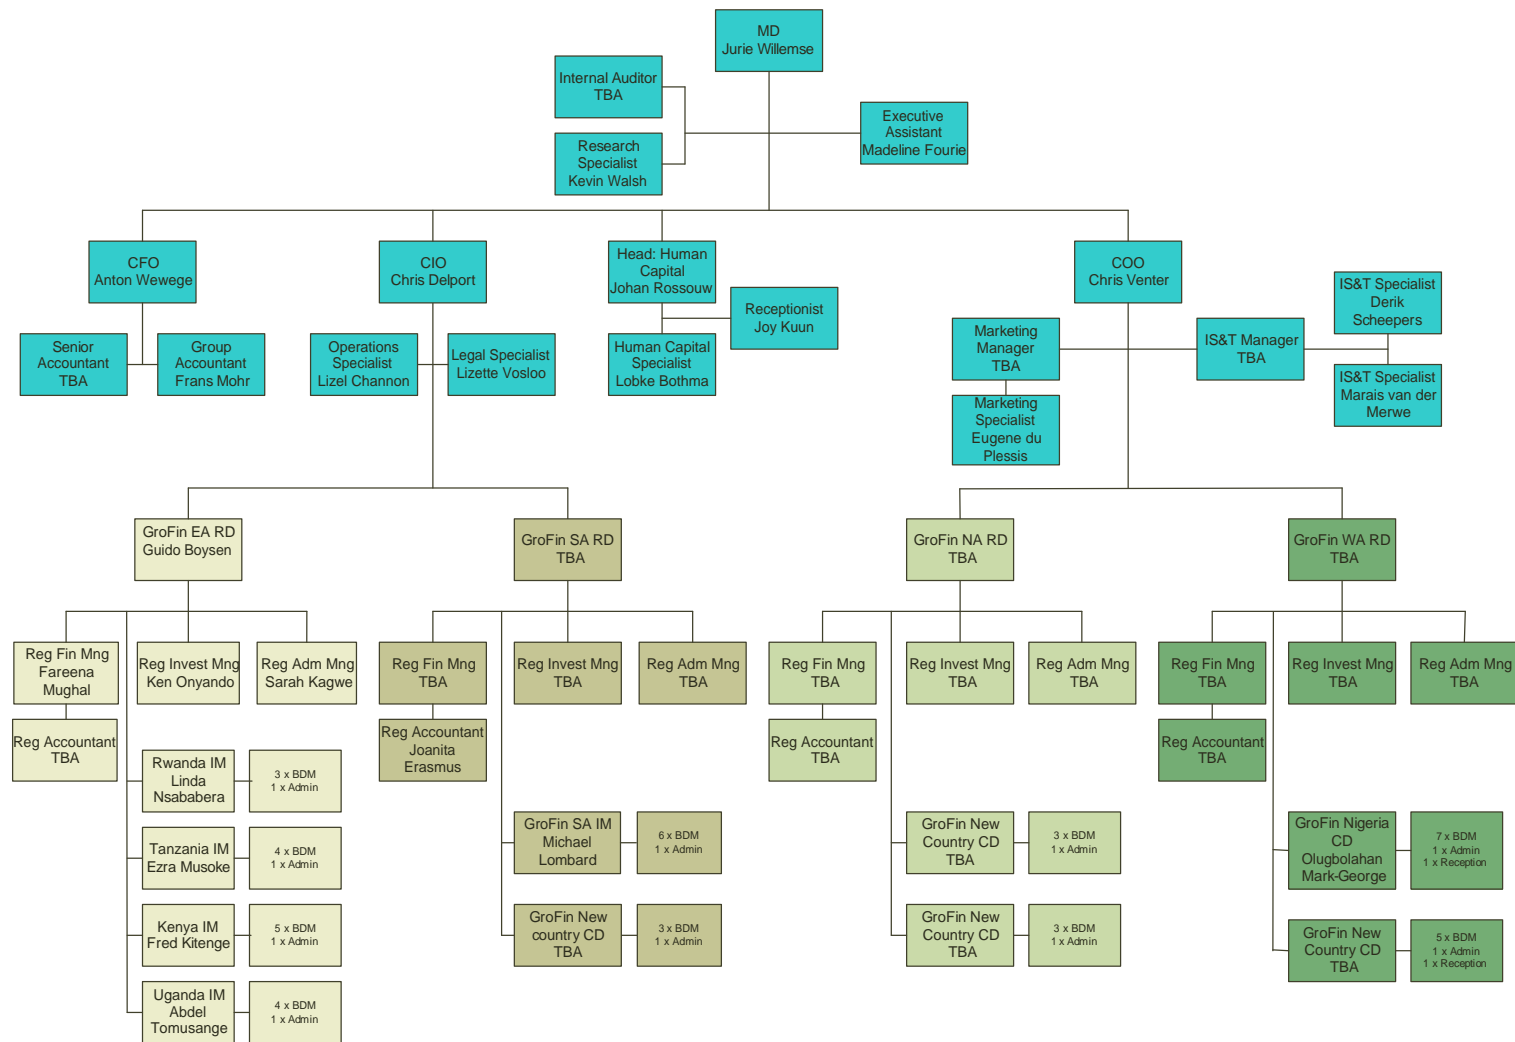 MD
Jurie Willemse
Internal Auditor
TBA
Executive
Assistant
Madeline Fourie
Research
Specialist
Kevin Walsh
CFO
Anton Wewege
CIO
Chris Delport
Head: Human
Capital
Johan Rossouw
COO
Chris Venter
Senior
Accountant
TBA
Group
Accountant
Frans Mohr
Operations
Specialist
Lizel Channon
Legal Specialist
Lizette Vosloo
Receptionist
Joy Kuun
Human Capital
Specialist
Lobke Bothma
Marketing
Manager
TBA
Marketing
Specialist
Eugene du
Plessis
IS&T Manager
TBA
IS&T Specialist
Derik
Scheepers
IS&T Specialist
Marais van der
Merwe
GroFin EA RD
Guido Boysen
GroFin SA RD
TBA
GroFin NA RD
TBA
GroFin WA RD
TBA
Reg Fin Mng
Fareena
Mughal
Reg Invest Mng
Ken Onyando
Reg Adm Mng
Sarah Kagwe
Reg Accountant
TBA
Rwanda IM
Linda
Nsababera
3 x BDM
1 x Admin
Tanzania IM
Ezra Musoke
4 x BDM
1 x Admin
Kenya IM
Fred Kitenge
5 x BDM
1 x Admin
Uganda IM
Abdel
Tomusange
4 x BDM
1 x Admin
Reg Fin Mng
TBA
Reg Invest Mng
TBA
Reg Adm Mng
TBA
Reg Accountant
Joanita
Erasmus
GroFin SA IM
Michael
Lombard
6 x BDM
1 x Admin
GroFin New
country CD
TBA
3 x BDM
1 x Admin
Reg Fin Mng
TBA
Reg Invest Mng
TBA
Reg Adm Mng
TBA
Reg Accountant
TBA
GroFin New
Country CD
TBA
3 x BDM
1 x Admin
GroFin New
Country CD
TBA
3 x BDM
1 x Admin
Reg Fin Mng
TBA
Reg Invest Mng
TBA
Reg Adm Mng
TBA
Reg Accountant
TBA
GroFin Nigeria
CD
Olugbolahan
Mark-George
7 x BDM
1 x Admin
1 x Reception
GroFin New
Country CD
TBA
5 x BDM
1 x Admin
1 x Reception